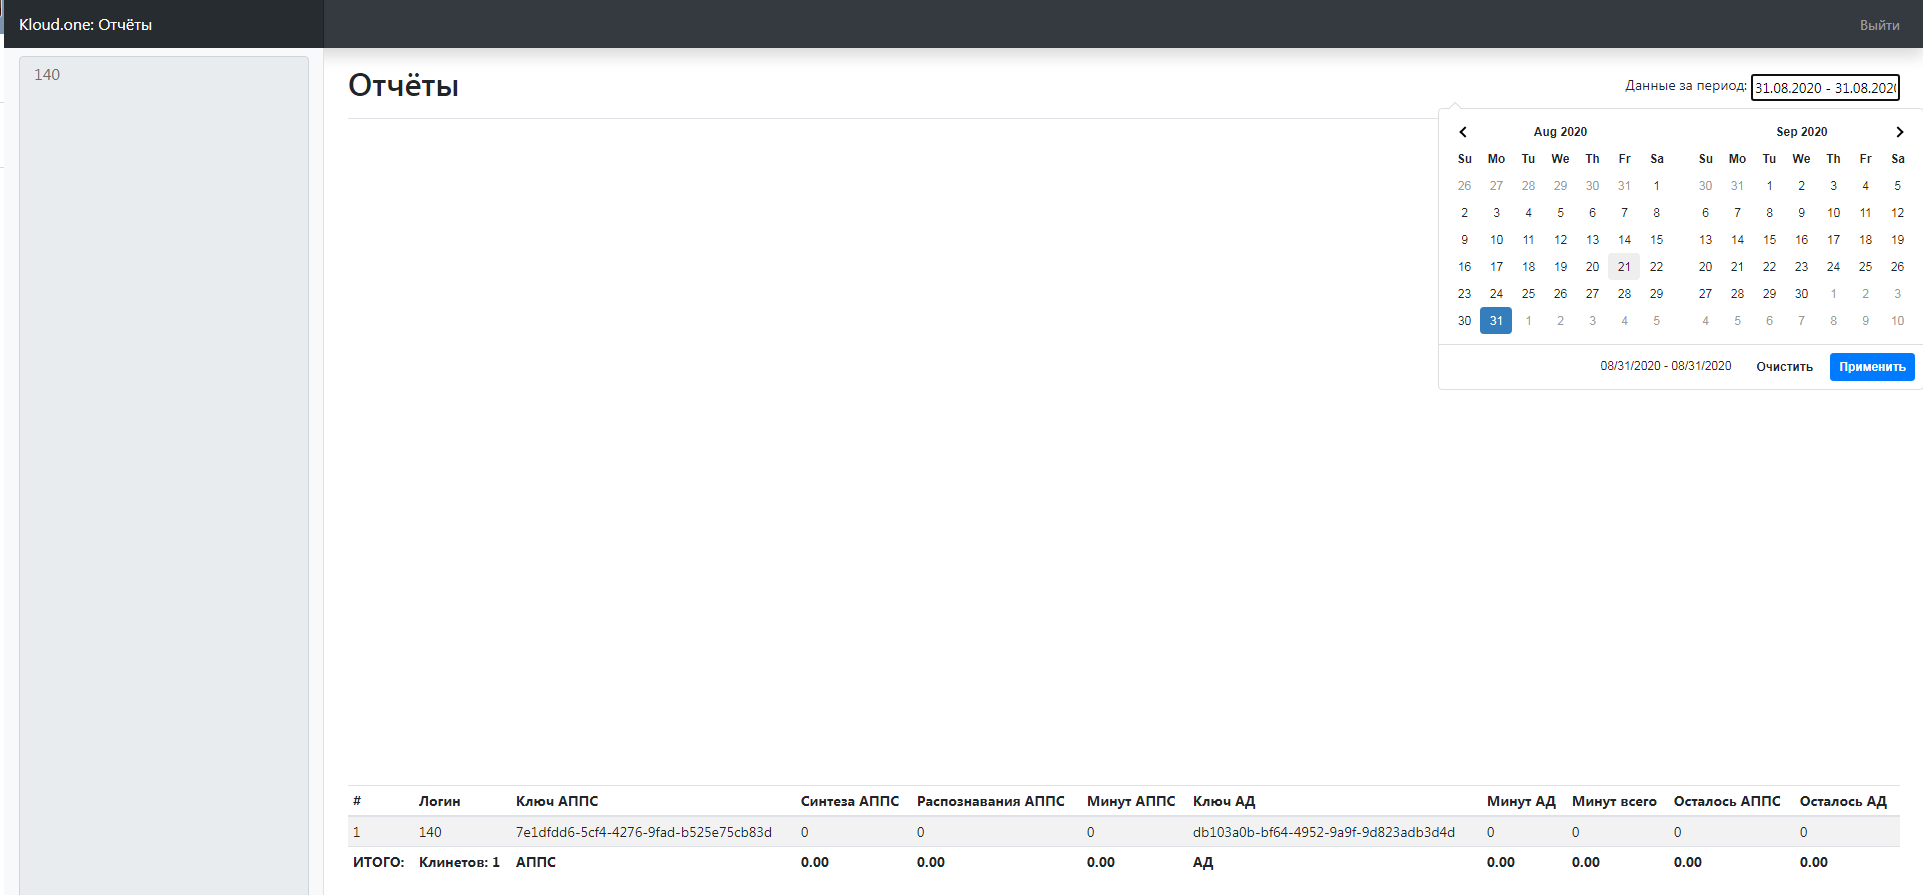 Kloud.one: Отчёты
Выйти
140
Отчёты
Данные за период: 31.08.2020 - 31.08.202
Aug 2020 Sep 2020
Su Mo Tu We Th Fr Sa Su Mo Tu We Th Fr Sa
26 27 28 29 30 31 1 30 31 1 2 3 4 5
2 3 4 5 6 7 8 6 7 8 9 10 11 12
9 10 11 12 13 14 15 13 14 15 16 17 18 19
16 17 18 19 20 21 22 20 21 22 23 24 25 26
23 24 25 26 27 28 29 27 28 29 30 1 2 3
30 31 1 2 3 4 5 4 5 6 7 8 9 10
08/31/2020 - 08/31/2020 Очистить Применить
# Логин Ключ АППС Синтеза АППС Распознавания АППС Минут АППС Ключ АД Минут АД Минут всего Осталось АППС Осталось АД
1 140 7e1dfdd6-5cf4-4276-9fad-b525e75cb83d 0 0 0 db103a0b-bf64-4952-9a9f-9d823adb3d4d 0 0 0 0
ИТОГО: Клинетов: 1 АППС 0.00 0.00 0.00 АД 0.00 0.00 0.00 0.00